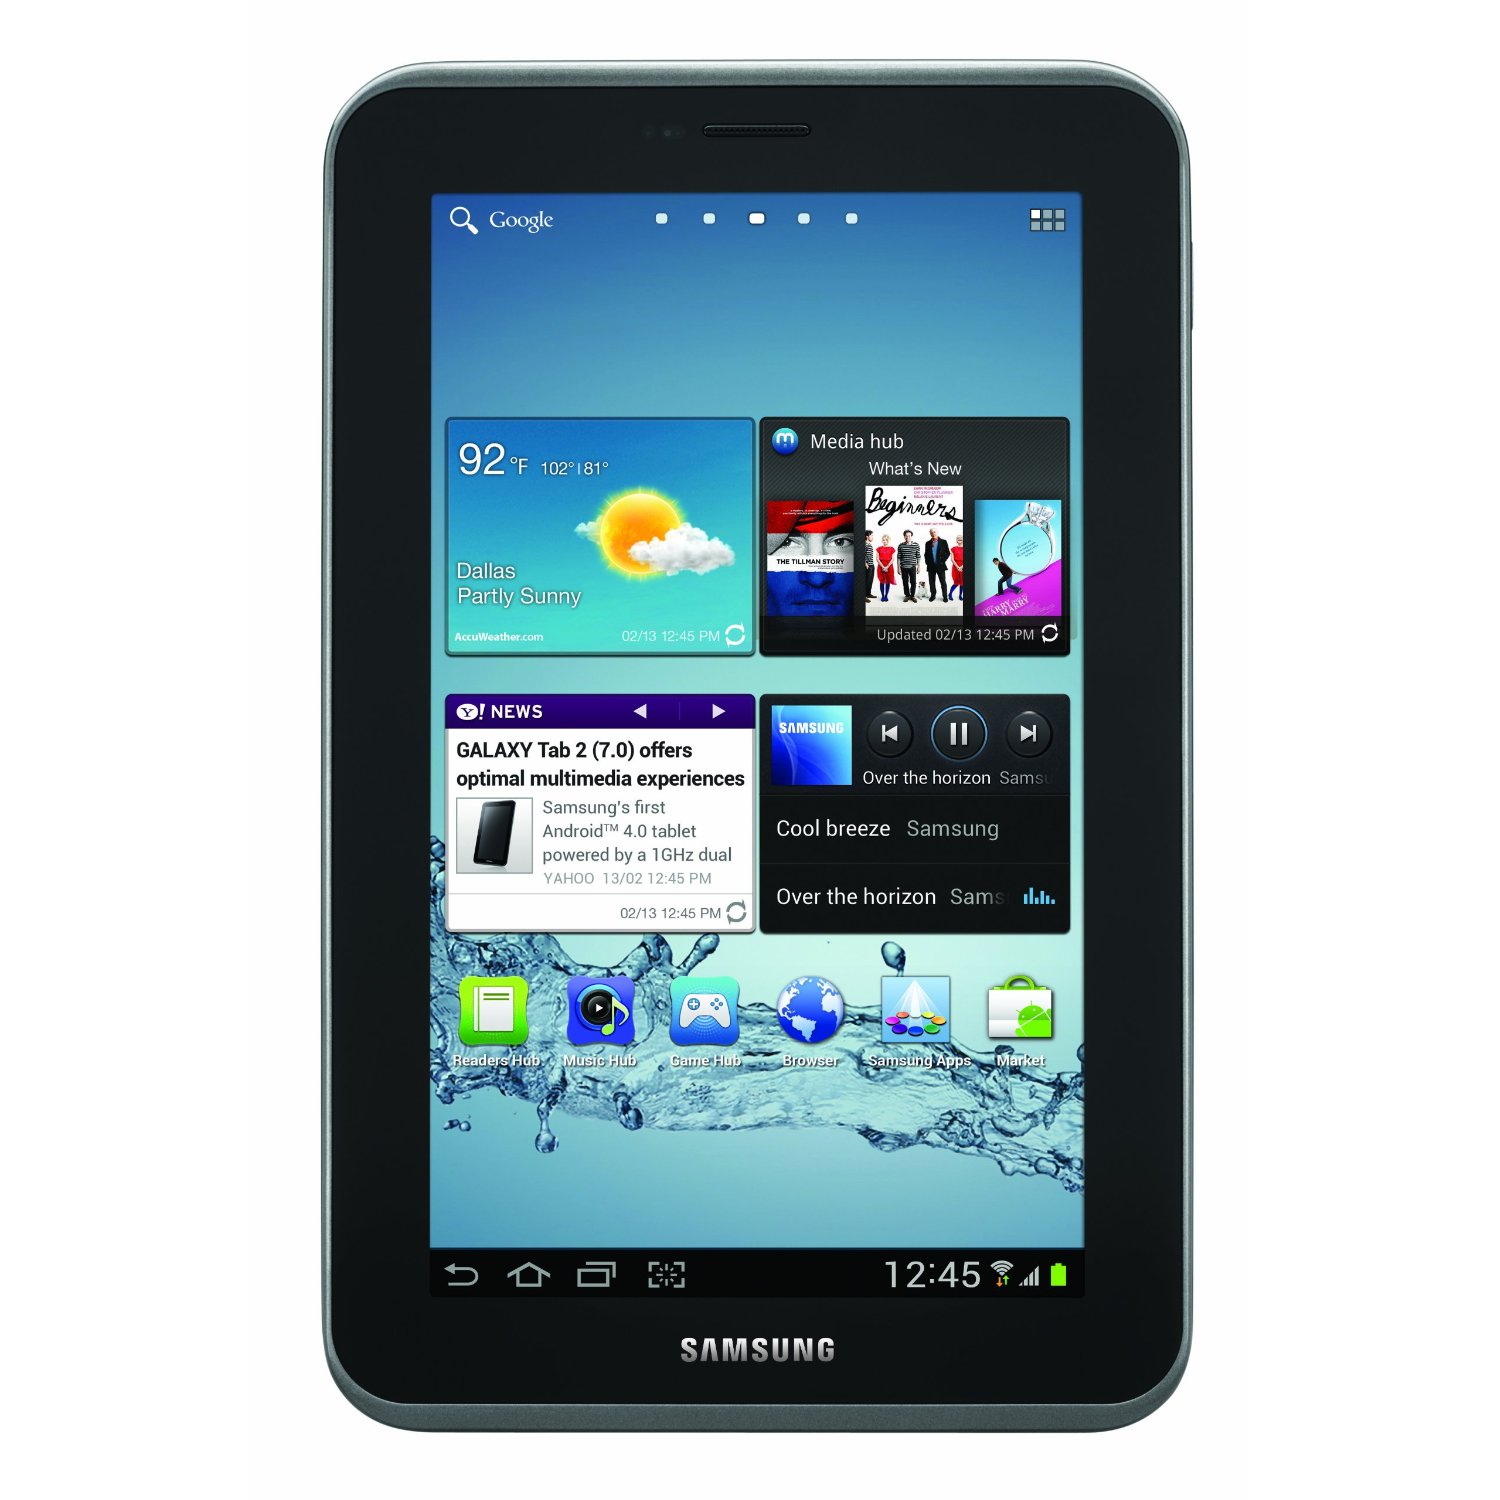 Google
92 °F 102°|81°
Dallas
Partly Sunny
AccuWeather.com 02/13 12:45 PM
Media hub
What's New
THE TILLMAN STORY
Beginners
Updated 02/13 12:45 PM
Y! NEWS
GALAXY Tab 2 (7.0) offers
optimal multimedia experiences
Samsung's first
Android™ 4.0 tablet
powered by a 1GHz dual
YAHOO 13/02 12:45 PM
02/13 12:45 PM
SAMSUNG
Over the horizon Samsu
Cool breeze Samsung
Over the horizon Sams
Readers Hub Music Hub Game Hub Browser Samsung Apps Market
12:45
SAMSUNG